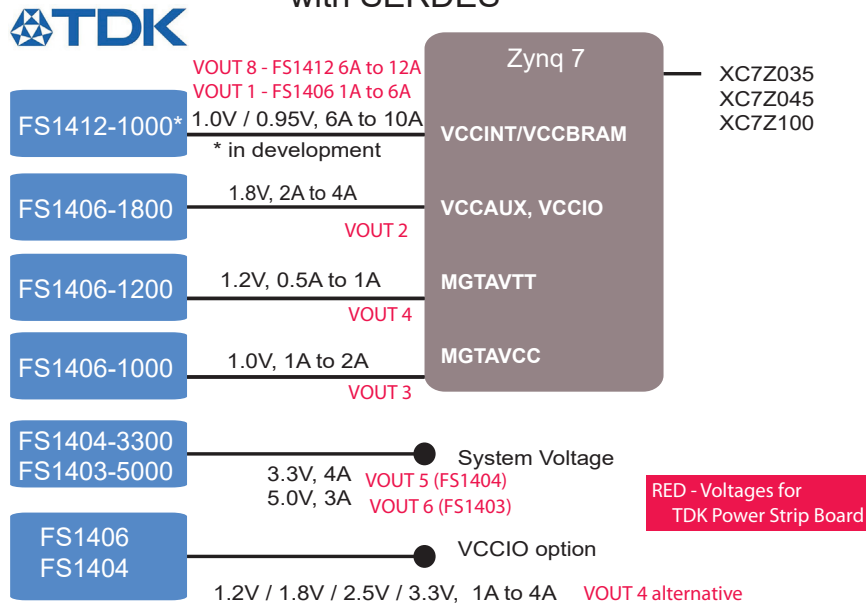 with SERDES
TDK
VOUT 8 - FS1412 6A to 12A
VOUT 1 - FS1406 1A to 6A
FS1412-1000*
1.0V / 0.95V, 6A to 10A
* in development
Zynq 7
VCCINT/VCCBRAM
XC7Z035
XC7Z045
XC7Z100
FS1406-1800
1.8V, 2A to 4A
VOUT 2
VCCAUX, VCCIO
FS1406-1200
1.2V, 0.5A to 1A
VOUT 4
MGTAVTT
FS1406-1000
1.0V, 1A to 2A
VOUT 3
MGTAVCC
FS1404-3300
FS1403-5000
System Voltage
3.3V, 4A VOUT 5 (FS1404)
5.0V, 3A VOUT 6 (FS1403)
RED - Voltages for
TDK Power Strip Board
FS1406
FS1404
VCCIO option
1.2V / 1.8V / 2.5V / 3.3V, 1A to 4A VOUT 4 alternative